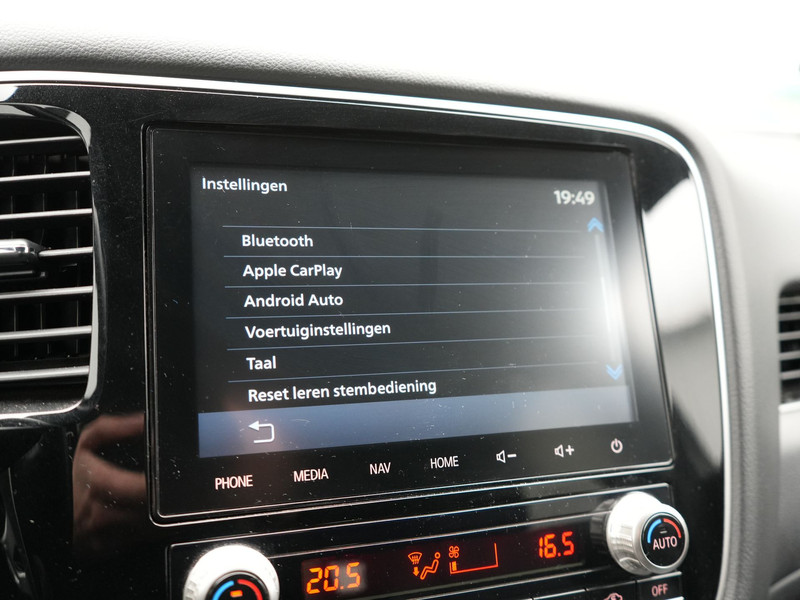 Instellingen
19:49
Bluetooth
Apple CarPlay
Android Auto
Voertuiginstellingen
Taal
Reset leren stembediening
PHONE MEDIA NAV HOME
20.5 16.5
AUTO
OFF